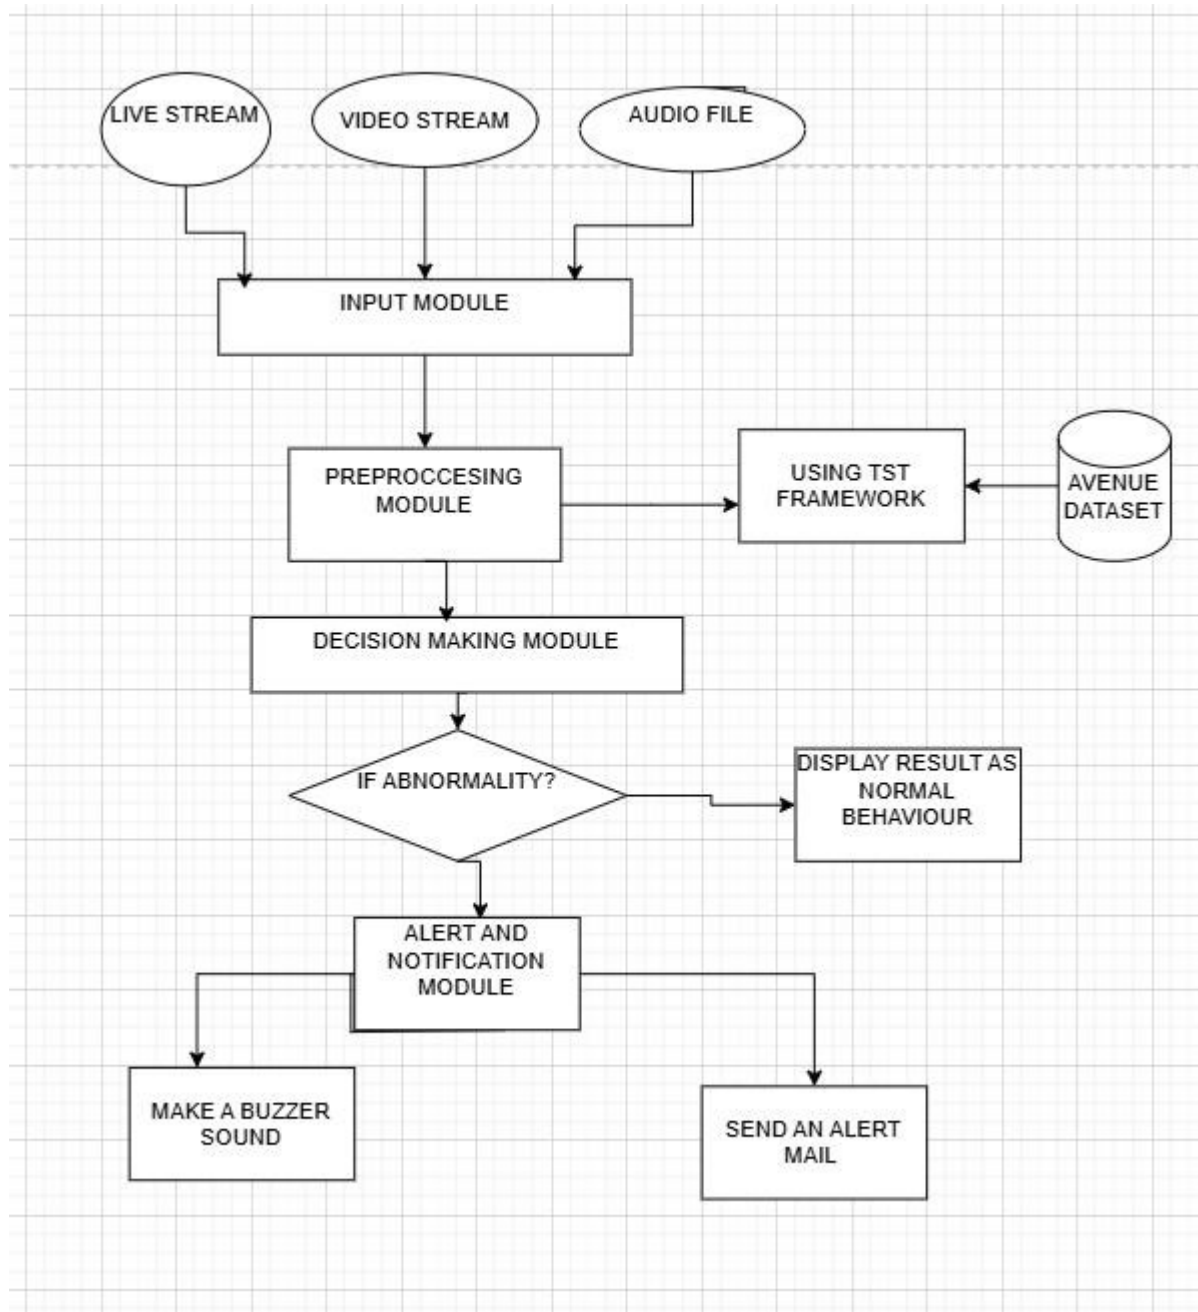 LIVE STREAM
VIDEO STREAM
AUDIO FILE
INPUT MODULE
PREPROCCESING
MODULE
USING TST
FRAMEWORK
AVENUE
DATASET
DECISION MAKING MODULE
IF ABNORMALITY?
DISPLAY RESULT AS
NORMAL
BEHAVIOUR
ALERT AND
NOTIFICATION
MODULE
MAKE A BUZZER
SOUND
SEND AN ALERT
MAIL